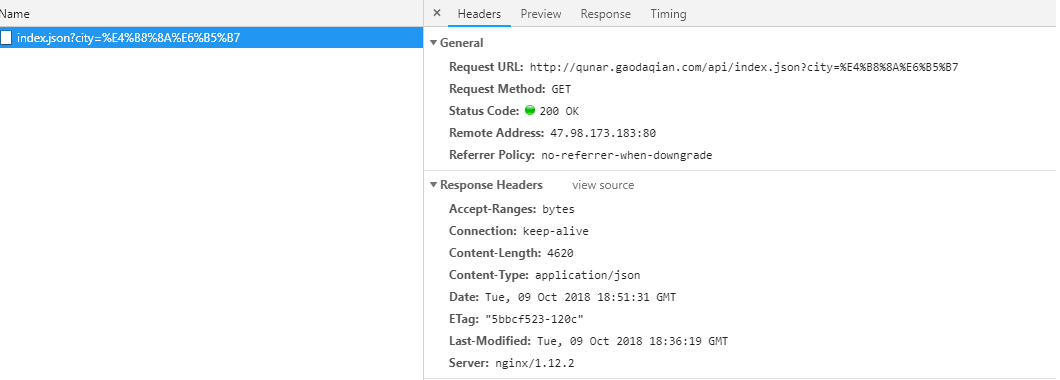 Name
index.json?city=%E4%B8%8A%E6%B5%B7
× Headers Preview Response Timing
▼ General
Request URL: http://qunar.gaodaqian.com/api/index.json?city=%E4%B8%8A%E6%B5%B7
Request Method: GET
Status Code: 200 OK
Remote Address: 47.98.173.183:80
Referrer Policy: no-referrer-when-downgrade
▼ Response Headers view source
Accept-Ranges: bytes
Connection: keep-alive
Content-Length: 4620
Content-Type: application/json
Date: Tue, 09 Oct 2018 18:51:31 GMT
ETag: "5bbcf523-120c"
Last-Modified: Tue, 09 Oct 2018 18:36:19 GMT
Server: nginx/1.12.2